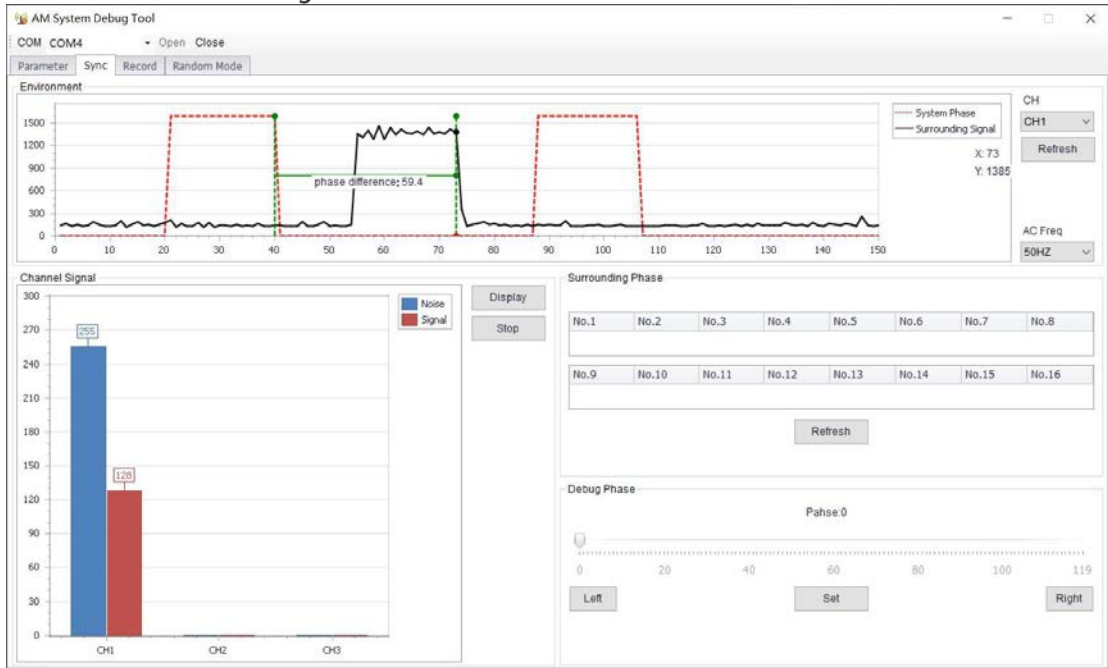 AM System Debug Tool
COM COM4 Open Close
Parameter Sync Record Random Mode
Environment
1500
1200
900
600
300
0
0 10 20 30 40 50 60 70 80 90 100 110 120 130 140 150
phase difference: 59.4
System Phase
Surrounding Signal
X: 73
Y: 1385
CH
CH1
Refresh
AC Freq
50HZ
Channel Signal
300
270
240
210
180
150
120
90
60
30
0
255
128
CH1 CH2 CH3
Noise
Signal
Display
Stop
Surrounding Phase
No.1 No.2 No.3 No.4 No.5 No.6 No.7 No.8
No.9 No.10 No.11 No.12 No.13 No.14 No.15 No.16
Refresh
Debug Phase
Pahse:0
0 20 40 60 80 100 119
Left Set Right